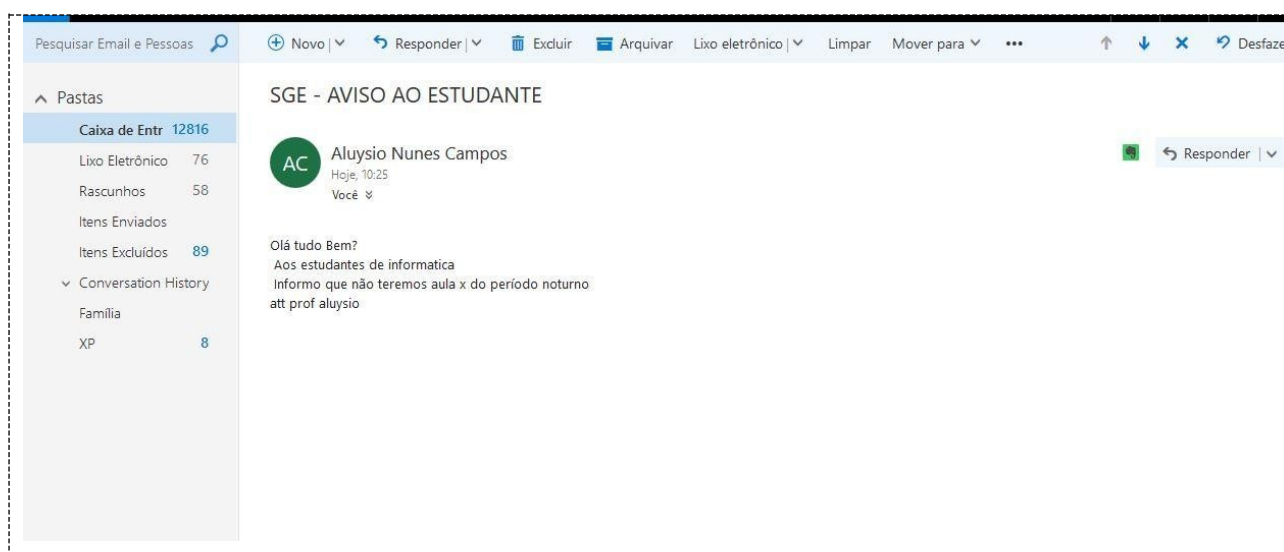 Pesquisar Email e Pessoas
Novo | Responder | Excluir Arquivar Lixo eletrônico | Limpar Mover para ••• Desfaze
Pastas
Caixa de Entr 12816
Lixo Eletrônico 76
Rascunhos 58
Itens Enviados
Itens Excluídos 89
Conversation History
Família
XP 8
SGE - AVISO AO ESTUDANTE
AC
Aluysio Nunes Campos
Hoje, 10:25
Você
Responder |
Olá tudo Bem?
Aos estudantes de informatica
Informo que não teremos aula x do período noturno
att prof aluysio